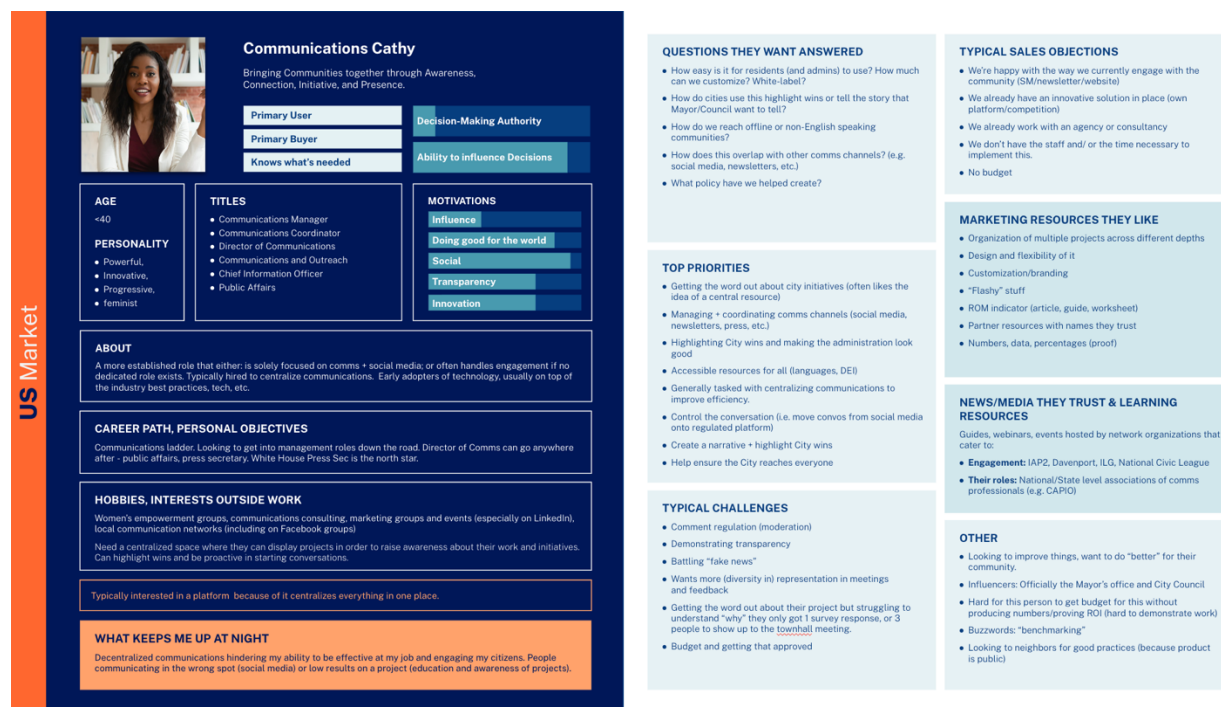 US Market
Communications Cathy
Bringing Communities together through Awareness,
Connection, Initiative, and Presence.
Primary User
Primary Buyer
Knows what's needed
Decision-Making Authority
Ability to influence Decisions
AGE
<40
PERSONALITY
• Powerful,
• Innovative,
• Progressive,
• feminist
TITLES
• Communications Manager
• Communications Coordinator
• Director of Communications
• Communications and Outreach
• Chief Information Officer
• Public Affairs
MOTIVATIONS
Influence
Doing good for the world
Social
Transparency
Innovation
ABOUT
A more established role that either: is solely focused on comms + social media; or often handles engagement if no
dedicated role exists. Typically hired to centralize communications. Early adopters of technology, usually on top of
the industry best practices, tech, etc.
CAREER PATH, PERSONAL OBJECTIVES
Communications ladder. Looking to get into management roles down the road. Director of Comms can go anywhere
after - public affairs, press secretary. White House Press Sec is the north star.
HOBBIES, INTERESTS OUTSIDE WORK
Women's empowerment groups, communications consulting, marketing groups and events (especially on LinkedIn),
local communication networks (including on Facebook groups)
Need a centralized space where they can display projects in order to raise awareness about their work and initiatives.
Can highlight wins and be proactive in starting conversations.
Typically interested in a platform because of it centralizes everything in one place.
WHAT KEEPS ME UP AT NIGHT
Decentralized communications hindering my ability to be effective at my job and engaging my citizens. People
communicating in the wrong spot (social media) or low results on a project (education and awareness of projects).
QUESTIONS THEY WANT ANSWERED
• How easy is it for residents (and admins) to use? How much
can we customize? White-label?
• How do cities use this highlight wins or tell the story that
Mayor/Council want to tell?
• How do we reach offline or non-English speaking
communities?
• How does this overlap with other comms channels? (e.g.
social media, newsletters, etc.)
• What policy have we helped create?
TOP PRIORITIES
• Getting the word out about city initiatives (often likes the
idea of a central resource)
• Managing + coordinating comms channels (social media,
newsletters, press, etc.)
• Highlighting City wins and making the administration look
good
• Accessible resources for all (languages, DEI)
• Generally tasked with centralizing communications to
improve efficiency.
• Control the conversation (i.e. move convos from social media
onto regulated platform)
• Create a narrative + highlight City wins
• Help ensure the City reaches everyone
TYPICAL CHALLENGES
• Comment regulation (moderation)
• Demonstrating transparency
• Battling "fake news"
• Wants more (diversity in) representation in meetings
and feedback
• Getting the word out about their project but struggling to
understand "why" they only got 1 survey response, or 3
people to show up to the townhall meeting.
• Budget and getting that approved
TYPICAL SALES OBJECTIONS
• We're happy with the way we currently engage with the
community (SM/newsletter/website)
• We already have an innovative solution in place (own
platform/competition)
• We already work with an agency or consultancy
• We don't have the staff and/ or the time necessary to
implement this.
• No budget
MARKETING RESOURCES THEY LIKE
• Organization of multiple projects across different depths
• Design and flexibility of it
• Customization/branding
• "Flashy" stuff
• ROM indicator (article, guide, worksheet)
• Partner resources with names they trust
• Numbers, data, percentages (proof)
NEWS/MEDIA THEY TRUST & LEARNING
RESOURCES
Guides, webinars, events hosted by network organizations that
cater to:
• Engagement: IAP2, Davenport, ILG, National Civic League
• Their roles: National/State level associations of comms
professionals (e.g. CAPIO)
OTHER
• Looking to improve things, want to do "better" for their
community.
• Influencers: Officially the Mayor's office and City Council
• Hard for this person to get budget for this without
producing numbers/proving ROI (hard to demonstrate work)
• Buzzwords: "benchmarking"
• Looking to neighbors for good practices (because product
is public)